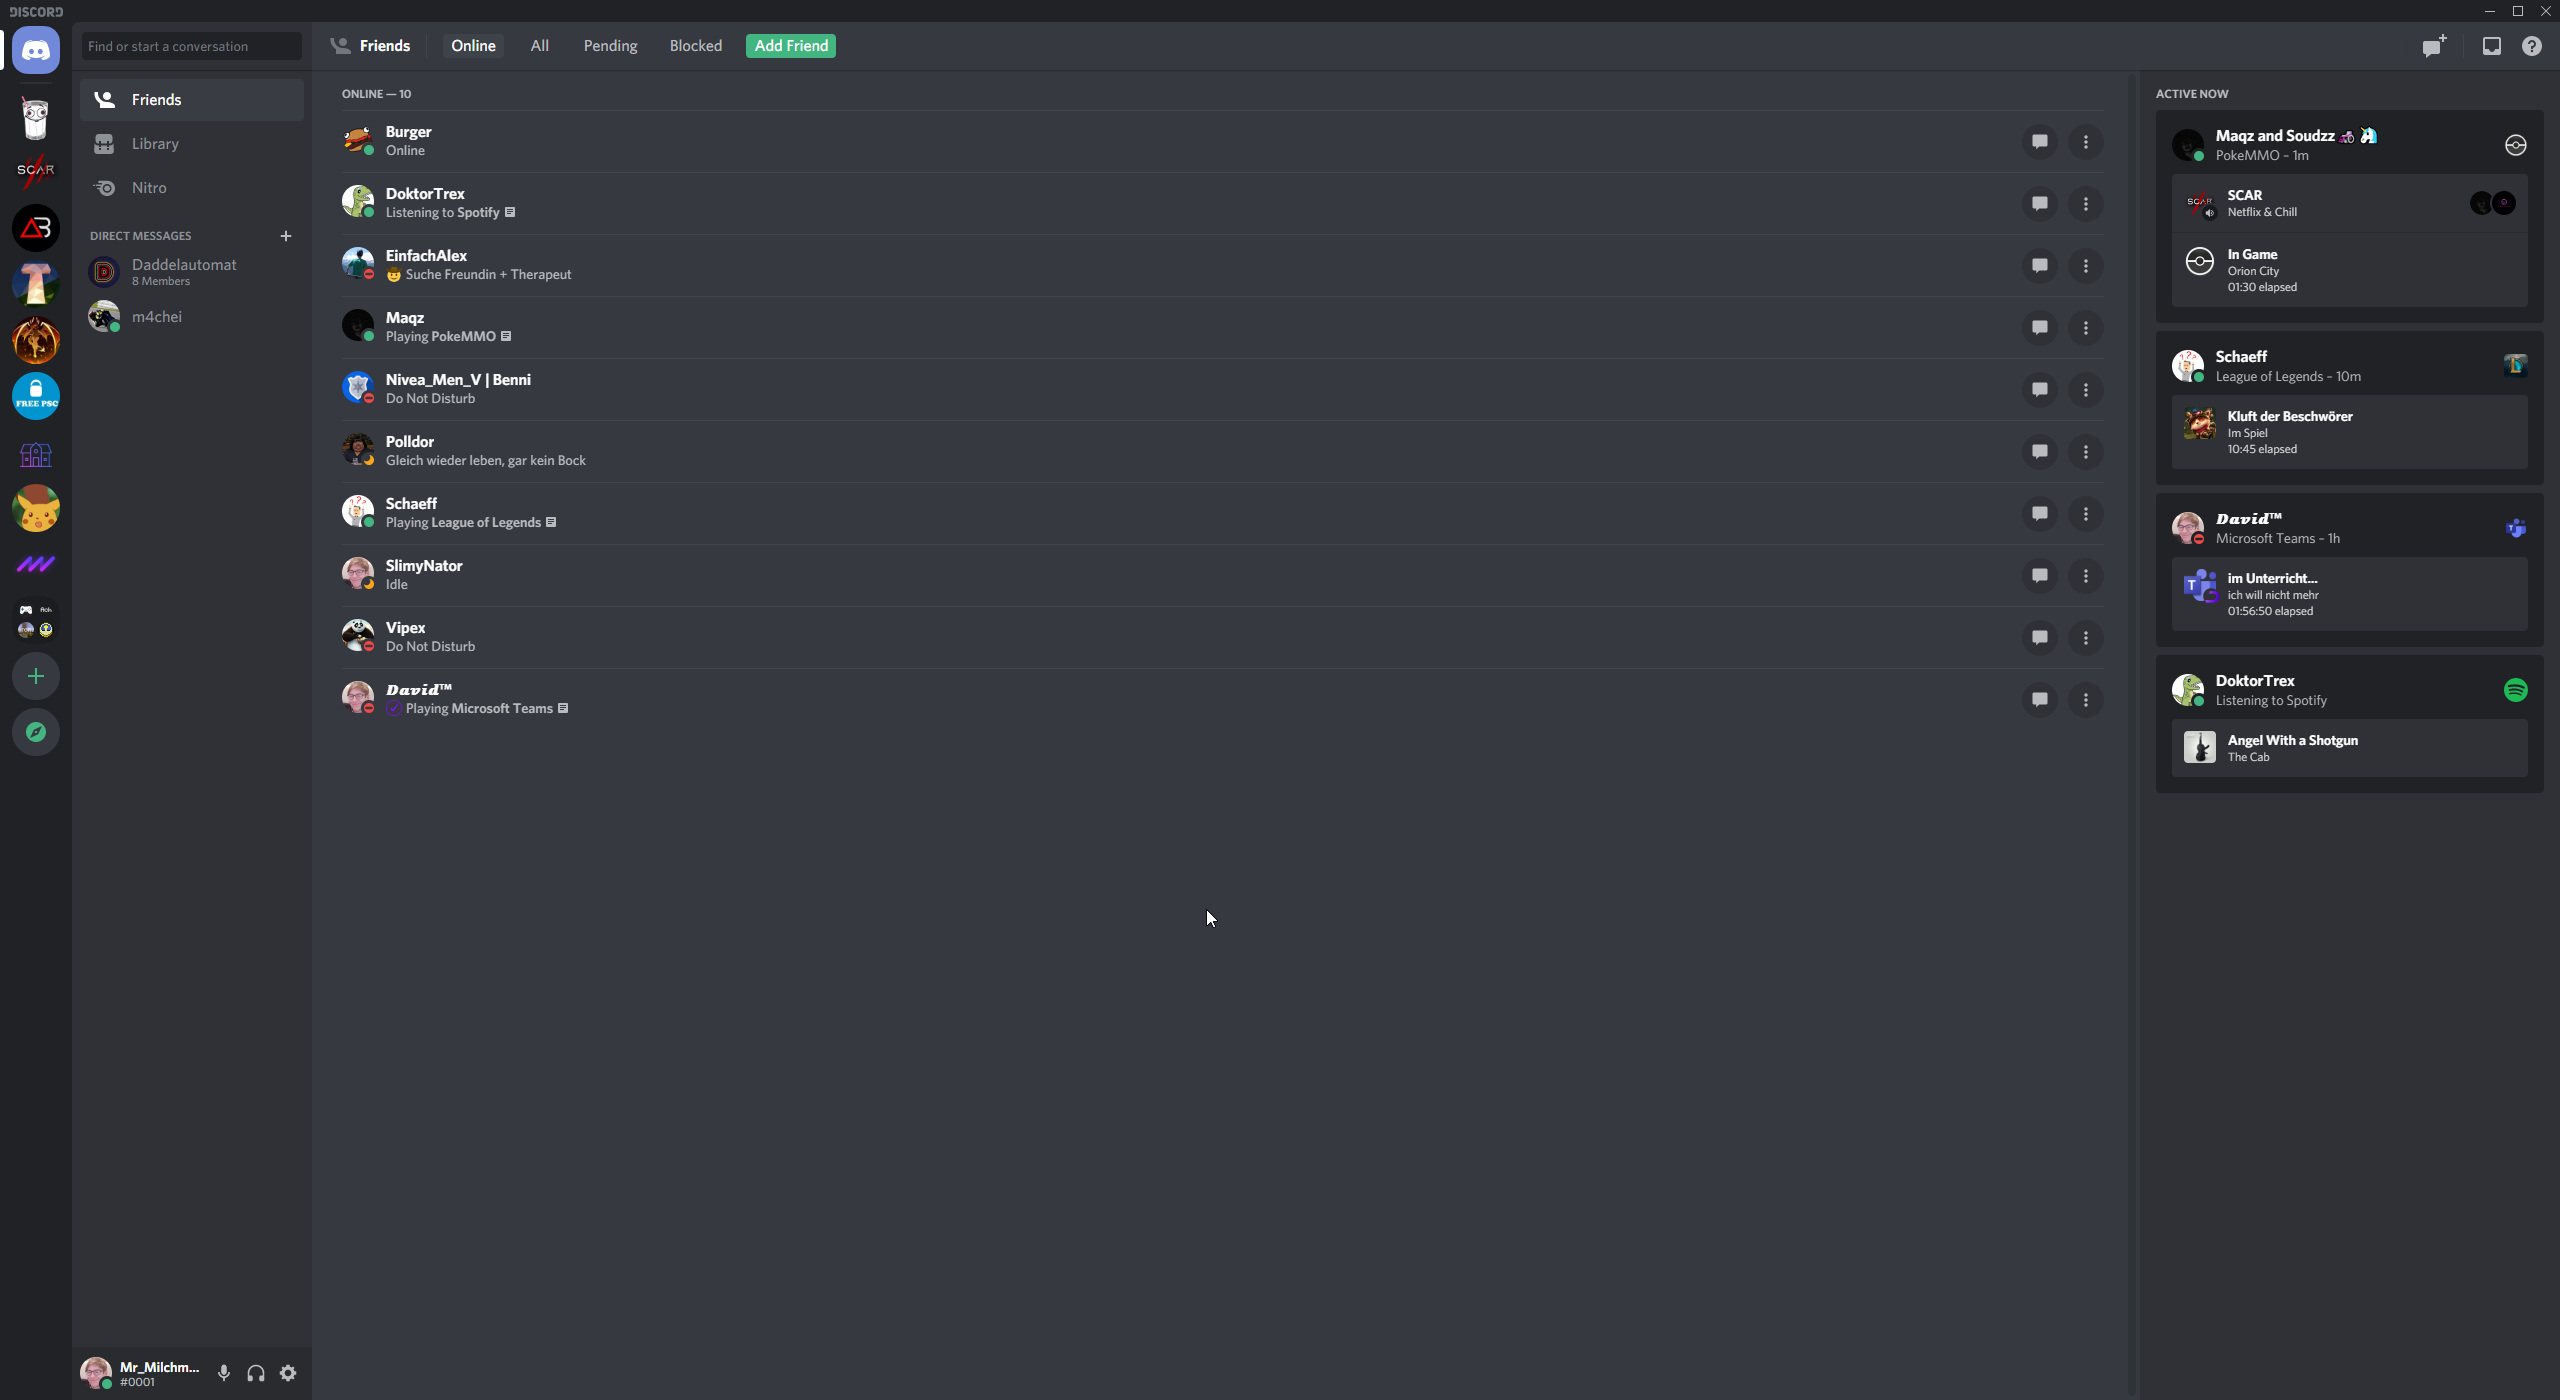 DISCORD
Find or start a conversation
Friends
Library
Nitro
DIRECT MESSAGES
Daddelautomat
8 Members
m4chei
SCAR
FREE PSC
Mr_Milchm...
#0001
Friends
Online
All
Pending
Blocked
Add Friend
ONLINE — 10
Burger
Online
DoktorTrex
Listening to Spotify
EinfachAlex
🤠 Suche Freundin + Therapeut
Maqz
Playing PokeMMO
Nivea_Men_V | Benni
Do Not Disturb
Polldor
Gleich wieder leben, gar kein Bock
Schaeff
Playing League of Legends
SlimyNator
Idle
Vipex
Do Not Disturb
David™
Playing Microsoft Teams
ACTIVE NOW
Maqz and Soudzz 🦄
PokeMMO – 1m
SCAR
SCAR
Netflix & Chill
In Game
Orion City
01:30 elapsed
Schaeff
League of Legends – 10m
Kluft der Beschwörer
Im Spiel
10:45 elapsed
David™
Microsoft Teams – 1h
im Unterricht...
ich will nicht mehr
01:56:50 elapsed
DoktorTrex
Listening to Spotify
Angel With a Shotgun
The Cab